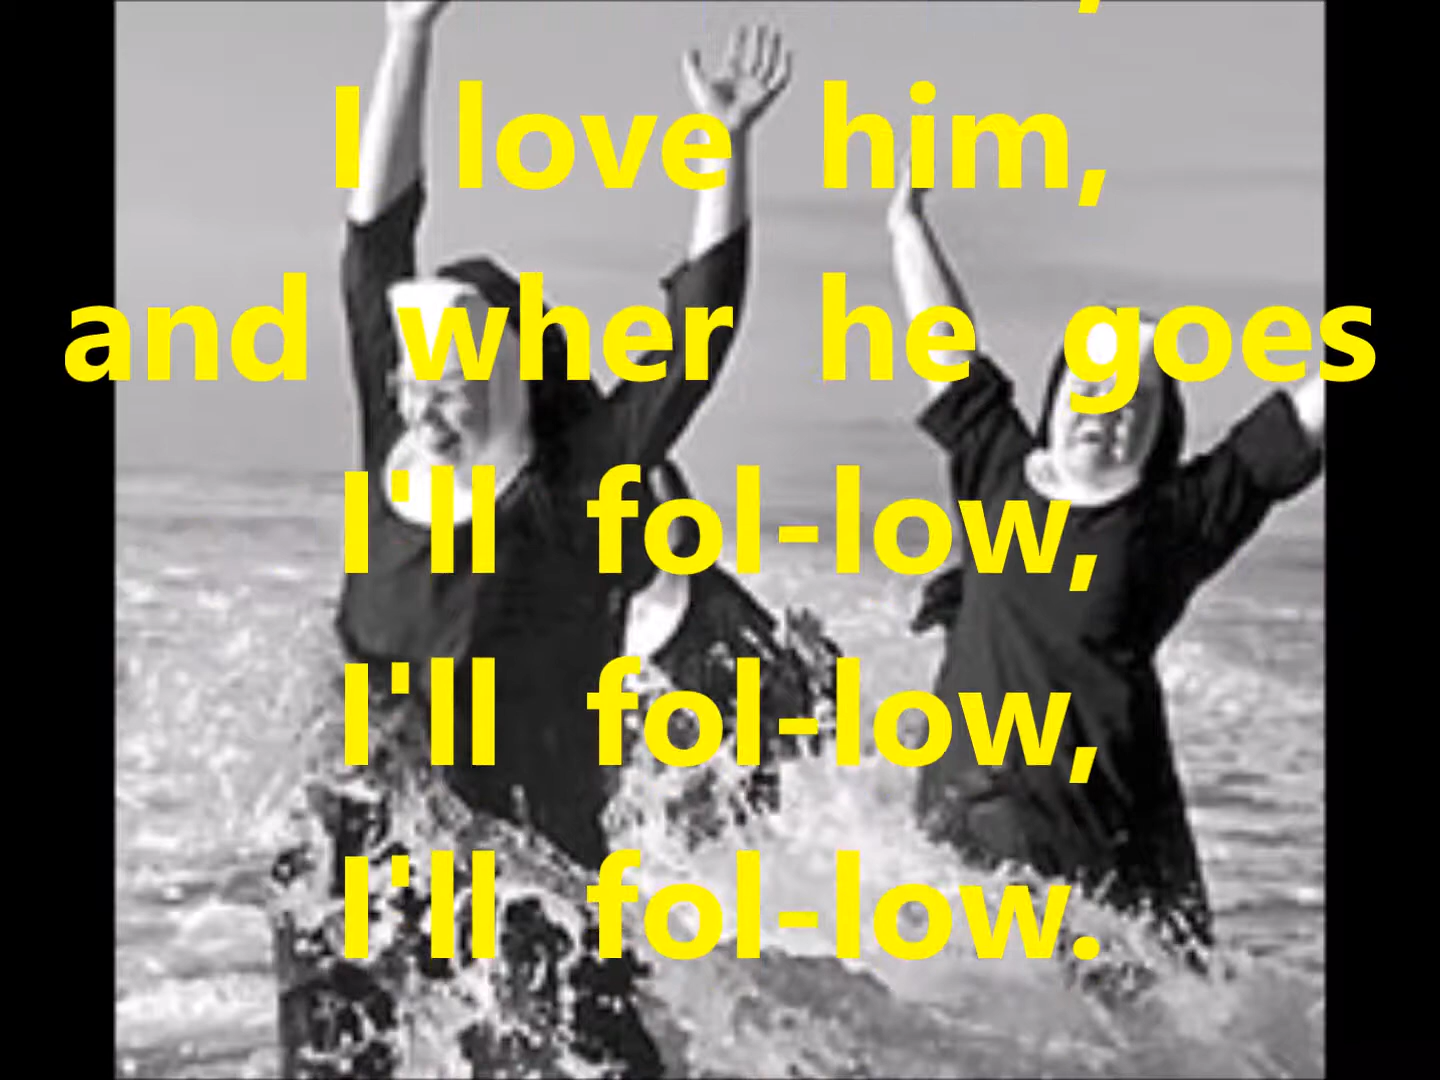 I love him,
and wher he goes
I'll fol-low,
I'll fol-low,
I'll fol-low.